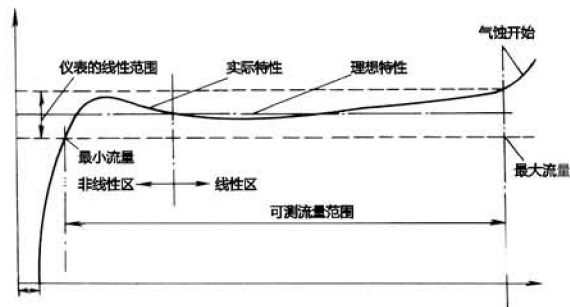 气蚀开始
仪表的线性范围
实际特性
理想特性
最小流量
最大流量
非线性区
线性区
可测流量范围